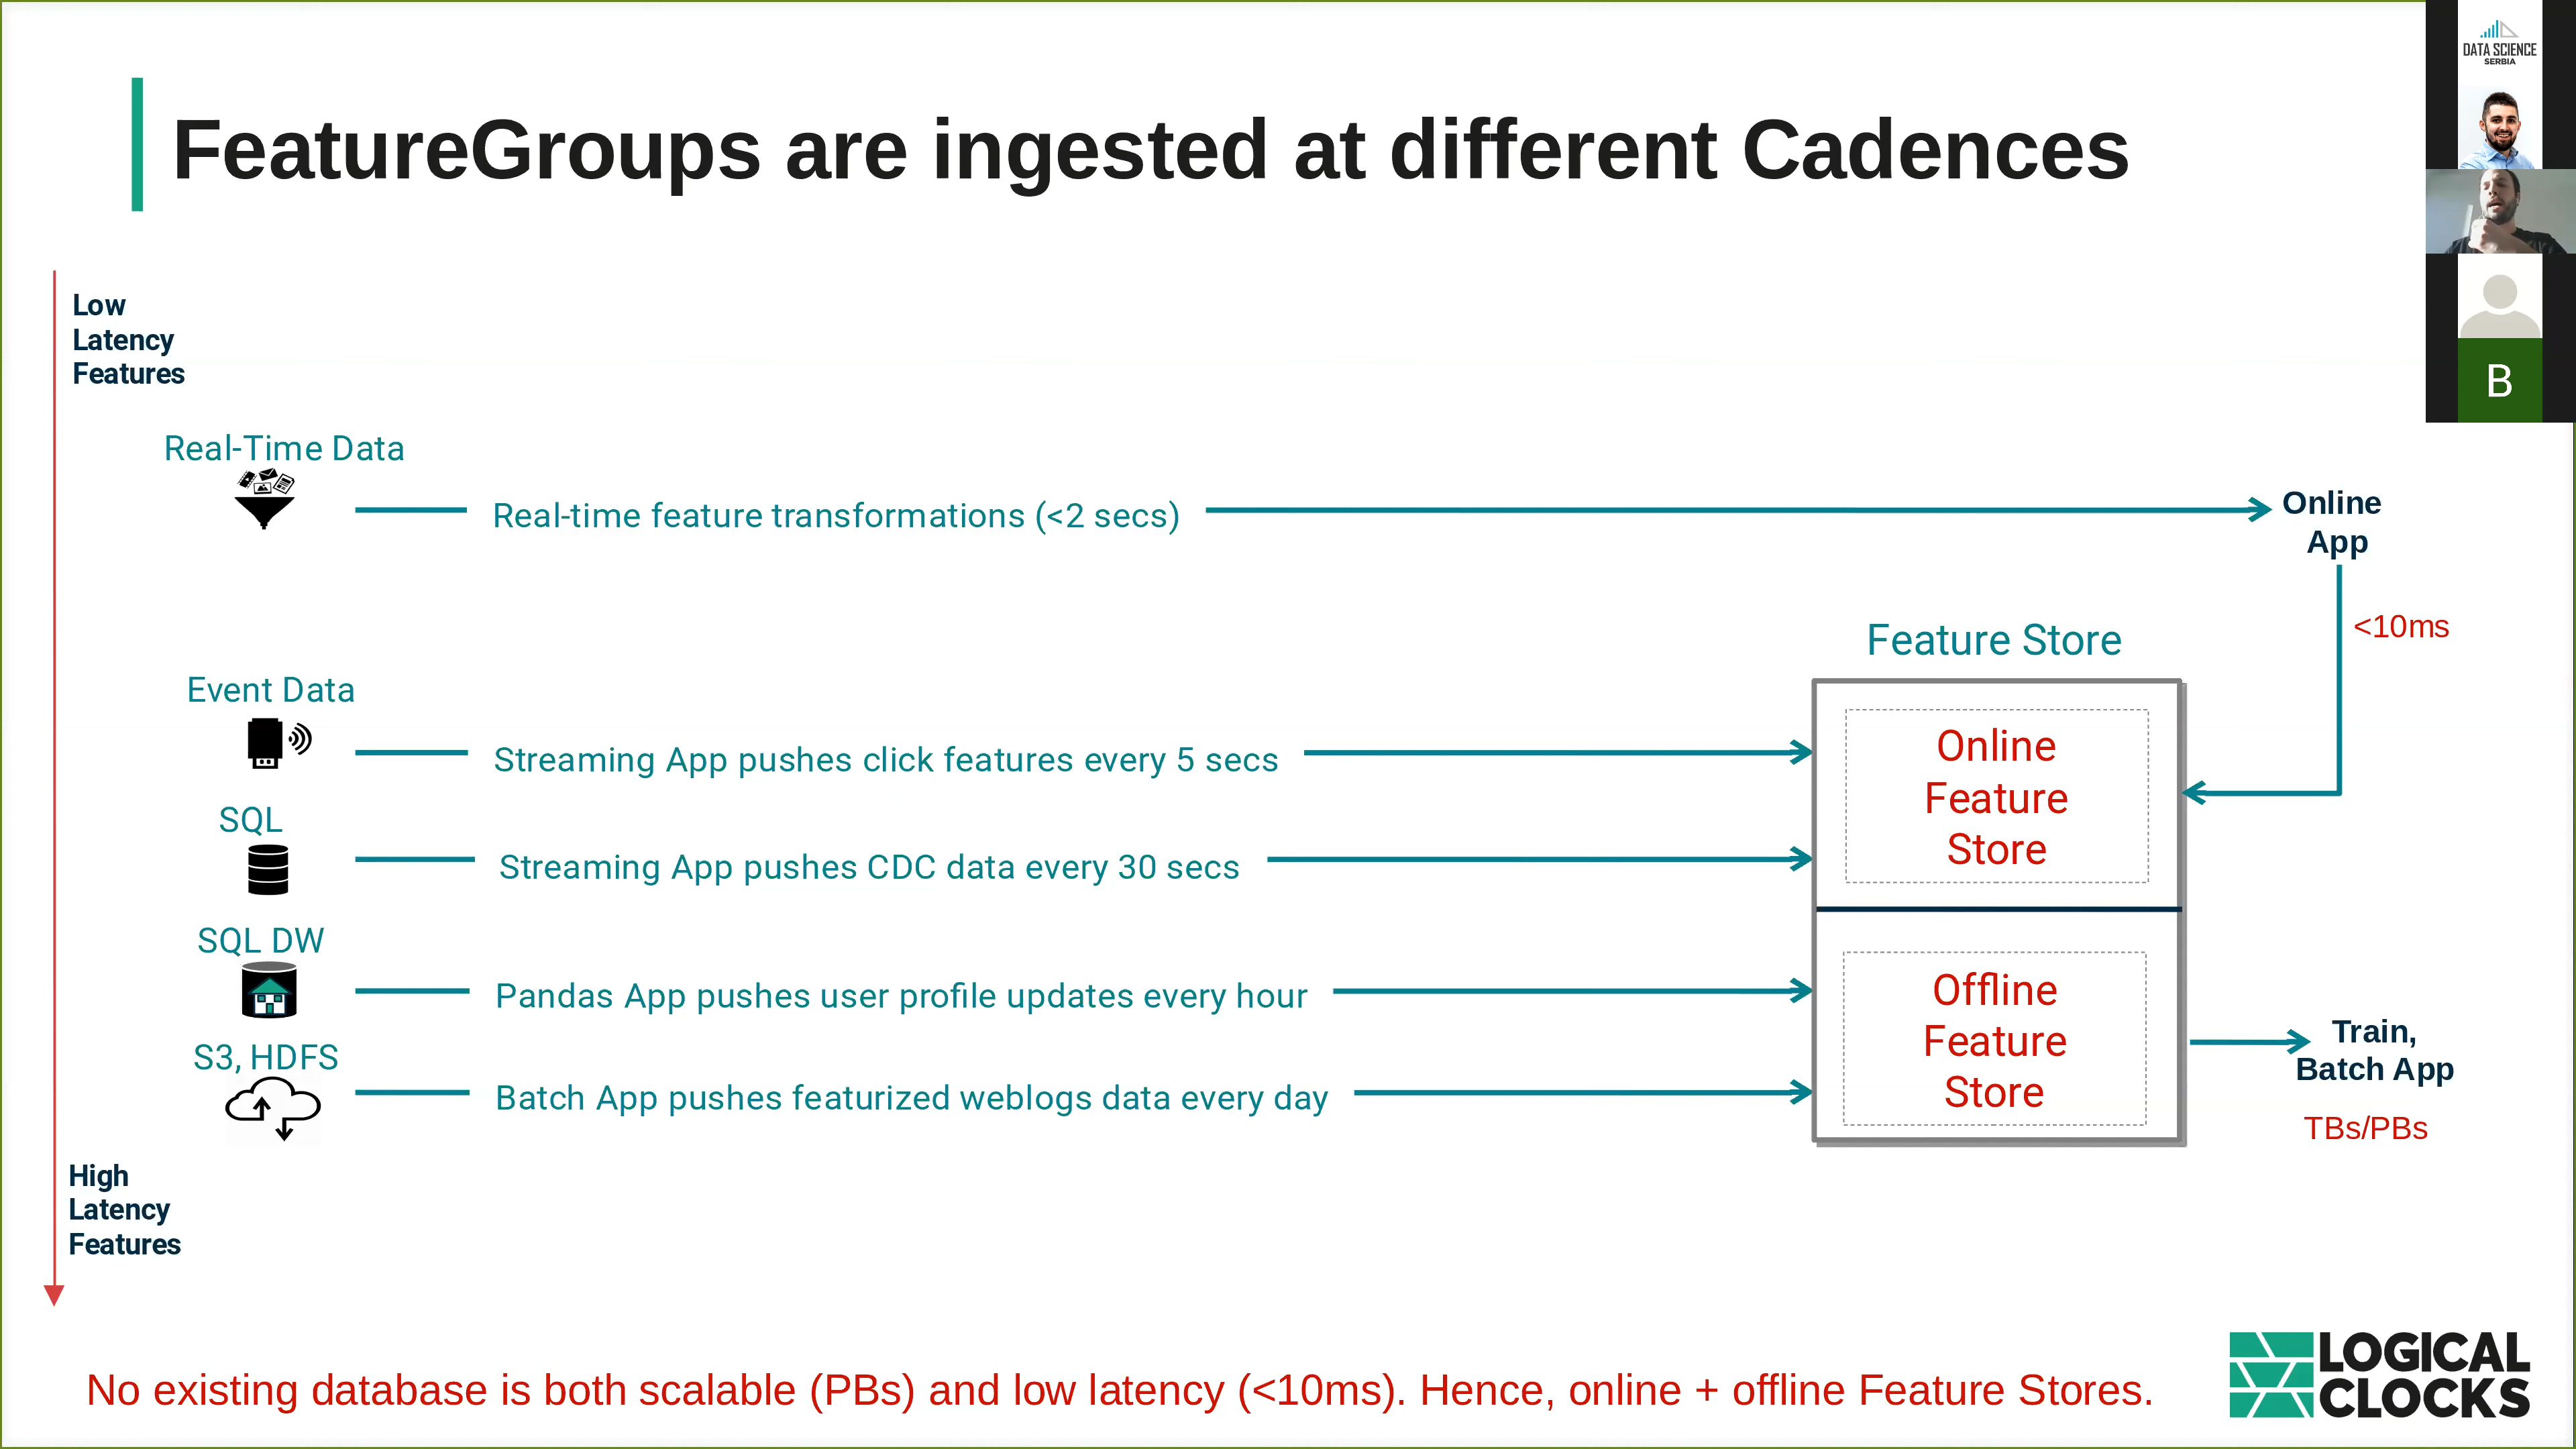 DATA SCIENCE
SERBIA
FeatureGroups are ingested at different Cadences
B
Low
Latency
Features
Real-Time Data
Real-time feature transformations (<2 secs)
Online
App
<10ms
Feature Store
Event Data
Streaming App pushes click features every 5 secs
Online
Feature
Store
SQL
Streaming App pushes CDC data every 30 secs
SQL DW
Pandas App pushes user profile updates every hour
Offline
Feature
Store
S3, HDFS
Batch App pushes featurized weblogs data every day
Train,
Batch App
TBs/PBs
High
Latency
Features
No existing database is both scalable (PBs) and low latency (<10ms). Hence, online + offline Feature Stores.
LOGICAL
CLOCKS